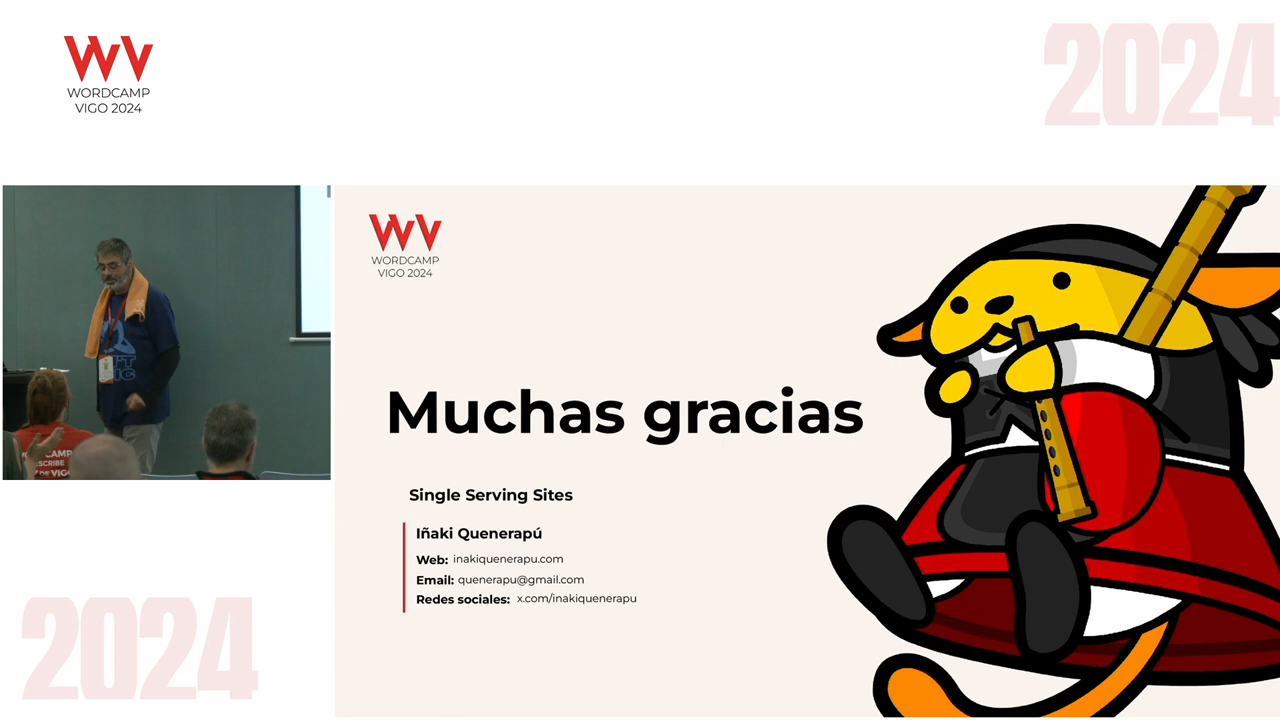 WORDCAMP
VIGO 2024
2024
WORDCAMP
VIGO 2024
Muchas gracias
Single Serving Sites
Iñaki Quenerapú
Web: inakiquenerapu.com
Email: quenerapu@gmail.com
Redes sociales: x.com/inakiquenerapu
2024